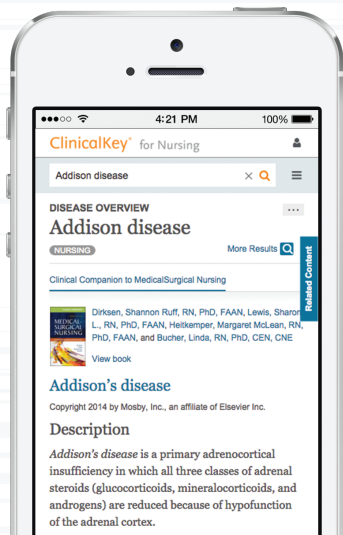 4:21 PM
100%
ClinicalKey® for Nursing
Addison disease
DISEASE OVERVIEW
Addison disease
NURSING
More Results
Related Content
Clinical Companion to MedicalSurgical Nursing
Dirksen, Shannon Ruff, RN, PhD, FAAN, Lewis, Sharon
L., RN, PhD, FAAN, Heitkemper, Margaret McLean, RN,
PhD, FAAN, and Bucher, Linda, RN, PhD, CEN, CNE
MEDICAL-
SURGICAL
NURSING
View book
Addison's disease
Copyright 2014 by Mosby, Inc., an affiliate of Elsevier Inc.
Description
Addison's disease is a primary adrenocortical
insufficiency in which all three classes of adrenal
steroids (glucocorticoids, mineralocorticoids, and
androgens) are reduced because of hypofunction
of the adrenal cortex.